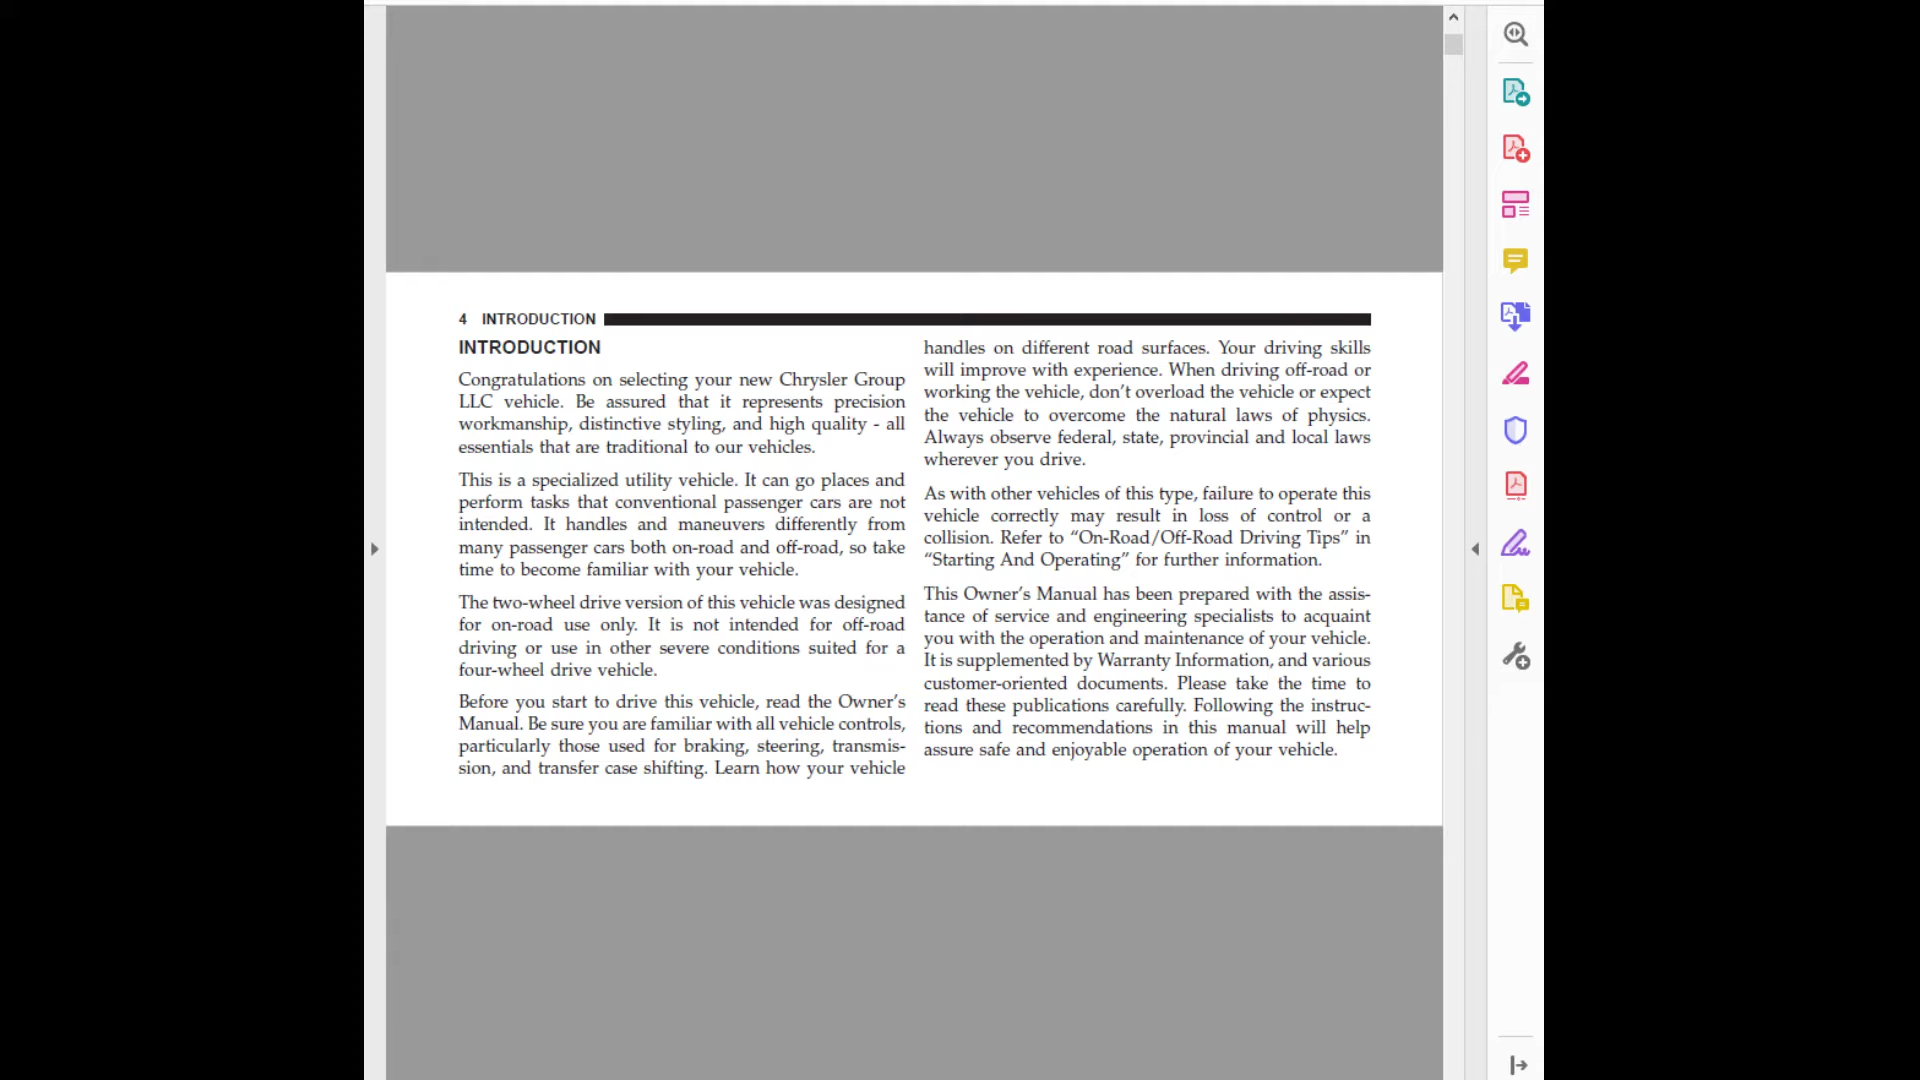 4 INTRODUCTION
INTRODUCTION
Congratulations on selecting your new Chrysler Group
LLC vehicle. Be assured that it represents precision
workmanship, distinctive styling, and high quality - all
essentials that are traditional to our vehicles.
This is a specialized utility vehicle. It can go places and
perform tasks that conventional passenger cars are not
intended. It handles and maneuvers differently from
many passenger cars both on-road and off-road, so take
time to become familiar with your vehicle.
The two-wheel drive version of this vehicle was designed
for on-road use only. It is not intended for off-road
driving or use in other severe conditions suited for a
four-wheel drive vehicle.
Before you start to drive this vehicle, read the Owner’s
Manual. Be sure you are familiar with all vehicle controls,
particularly those used for braking, steering, transmis-
sion, and transfer case shifting. Learn how your vehicle
handles on different road surfaces. Your driving skills
will improve with experience. When driving off-road or
working the vehicle, don’t overload the vehicle or expect
the vehicle to overcome the natural laws of physics.
Always observe federal, state, provincial and local laws
wherever you drive.
As with other vehicles of this type, failure to operate this
vehicle correctly may result in loss of control or a
collision. Refer to “On-Road/Off-Road Driving Tips” in
“Starting And Operating” for further information.
This Owner’s Manual has been prepared with the assis-
tance of service and engineering specialists to acquaint
you with the operation and maintenance of your vehicle.
It is supplemented by Warranty Information, and various
customer-oriented documents. Please take the time to
read these publications carefully. Following the instruc-
tions and recommendations in this manual will help
assure safe and enjoyable operation of your vehicle.